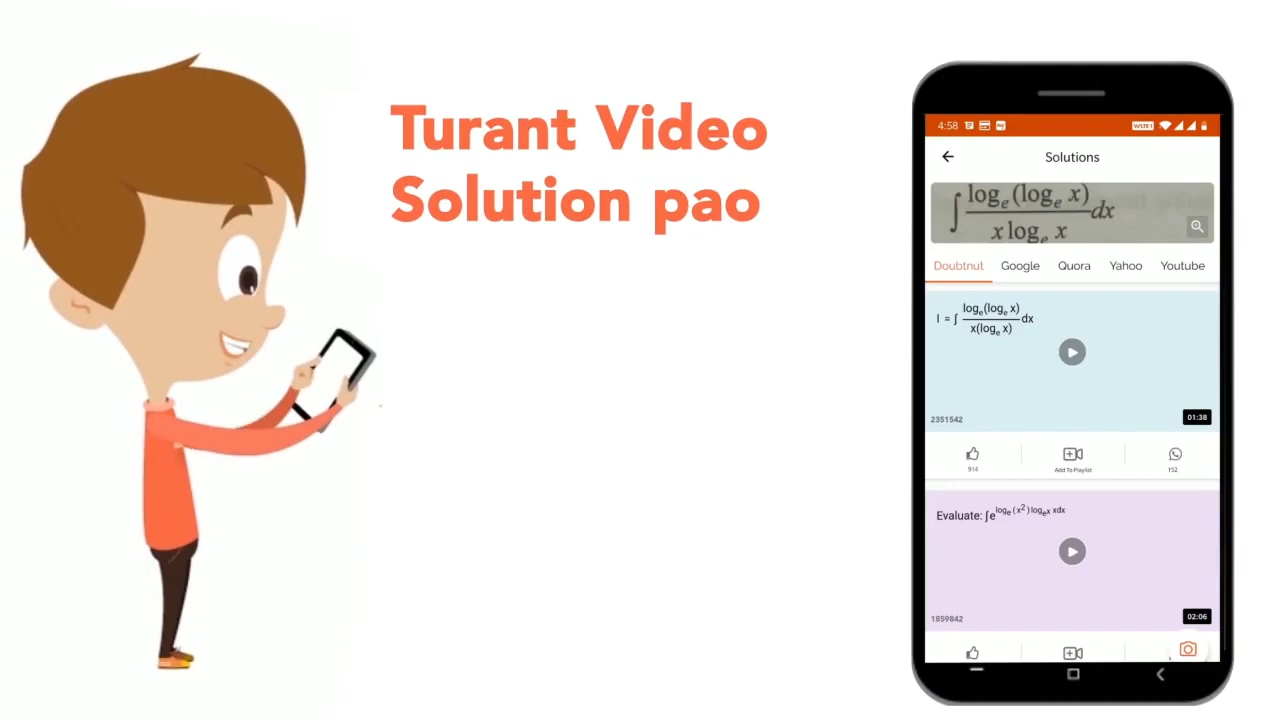 Turant Video
Solution pao
4:58
Solutions
∫ logₑ(logₑ x) / x logₑ x dx
Doubtnut Google Quora Yahoo Youtube
I = ∫ logₑ(logₑ x) / x(logₑ x) dx
2351542 01:38
914 Add To Playlist 152
Evaluate: ∫e^logₑ(x²)logₑx xdx
1859842 02:06